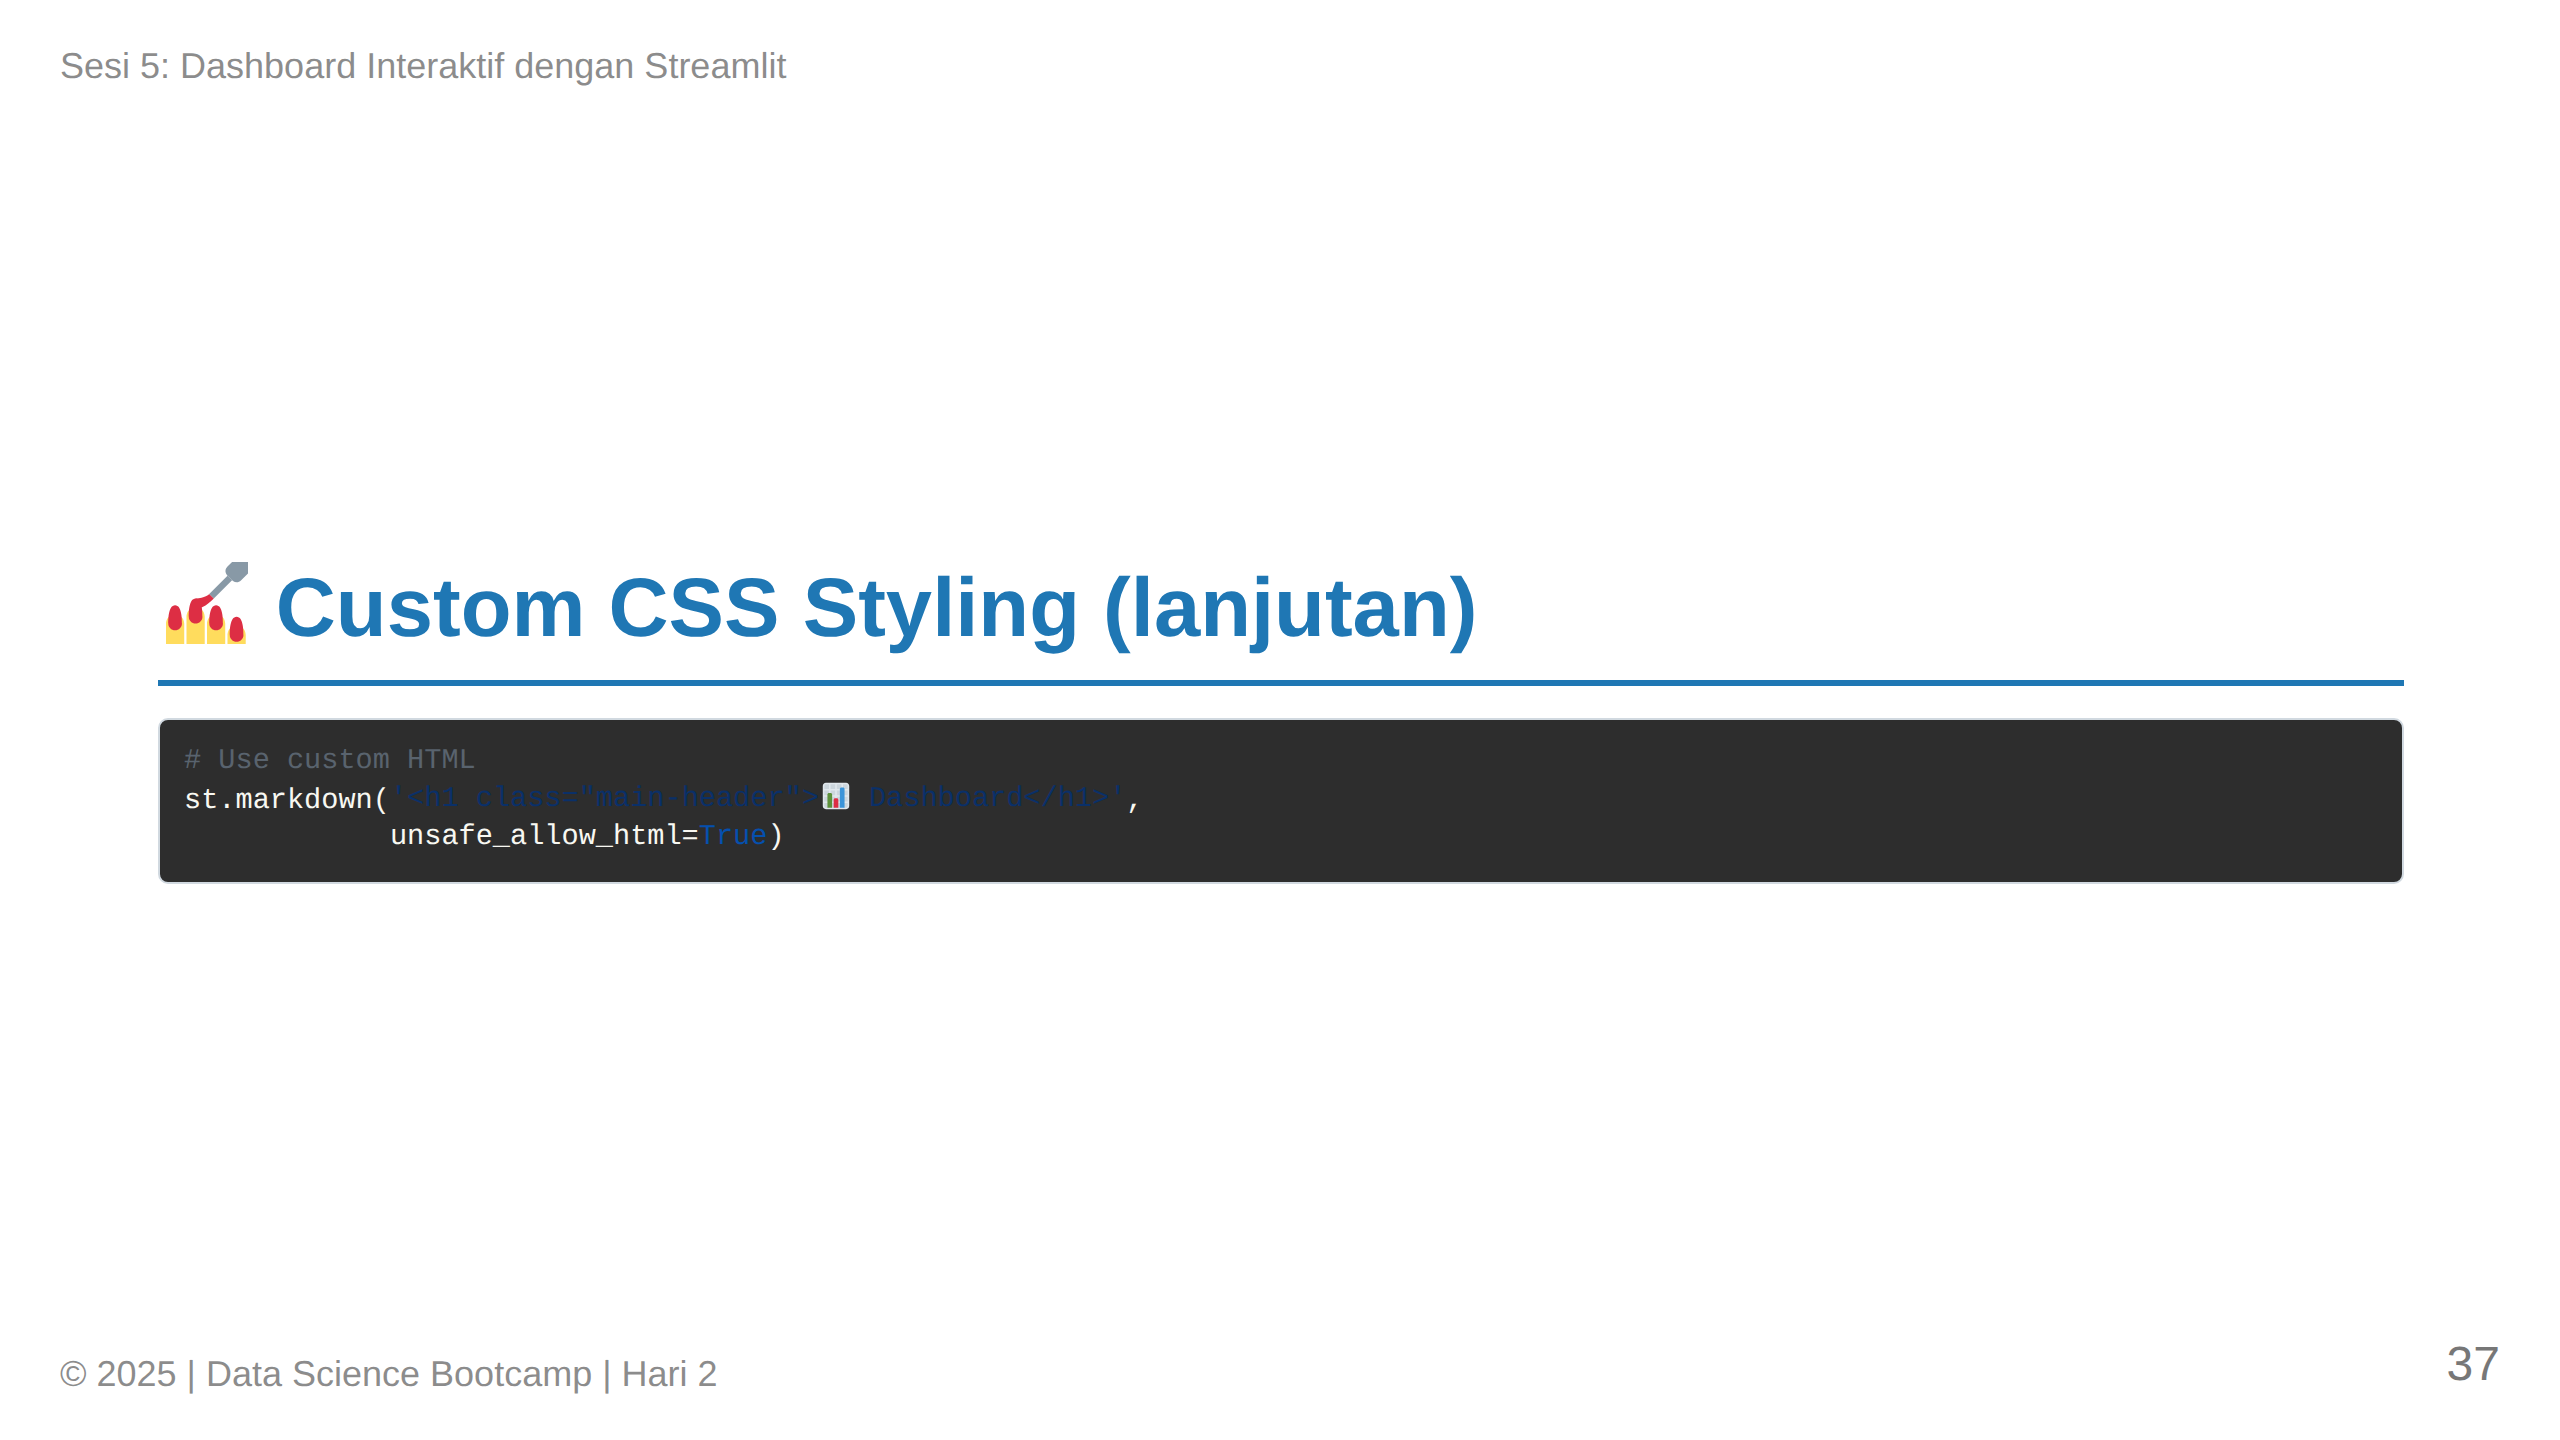 Sesi 5: Dashboard Interaktif dengan Streamlit
💅 Custom CSS Styling (lanjutan)
# Use custom HTML
st.markdown('<h1 class="main-header">📊 Dashboard</h1>',
            unsafe_allow_html=True)
© 2025 | Data Science Bootcamp | Hari 2
37